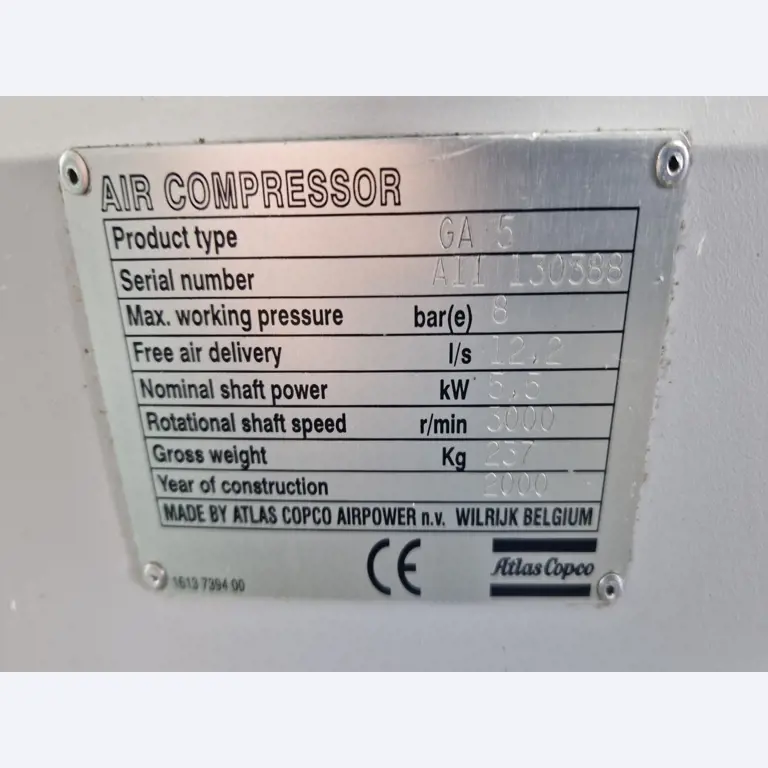 AIR COMPRESSOR
Product type GA 5
Serial number AII 130388
Max. working pressure bar(e) 8
Free air delivery l/s 12,2
Nominal shaft power kW 5,5
Rotational shaft speed r/min 3000
Gross weight Kg 237
Year of construction 2000
MADE BY ATLAS COPCO AIRPOWER n.v. WILRIJK BELGIUM
1613 7394 00 CE Atlas Copco